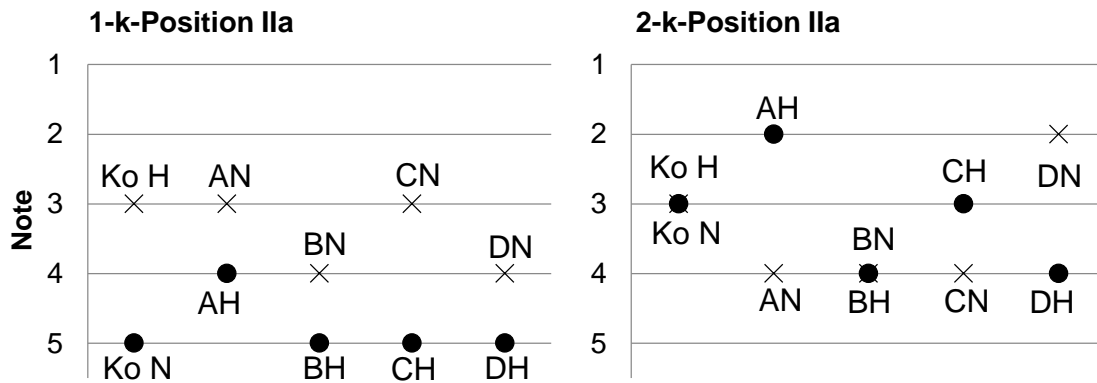 1-k-Position IIa
Note
1
2
3
4
5
Ko H
AN
CN
BN
DN
AH
Ko N
BH
CH
DH
2-k-Position IIa
1
2
3
4
5
AH
Ko H
CH
DN
Ko N
BN
AN
BH
CN
DH